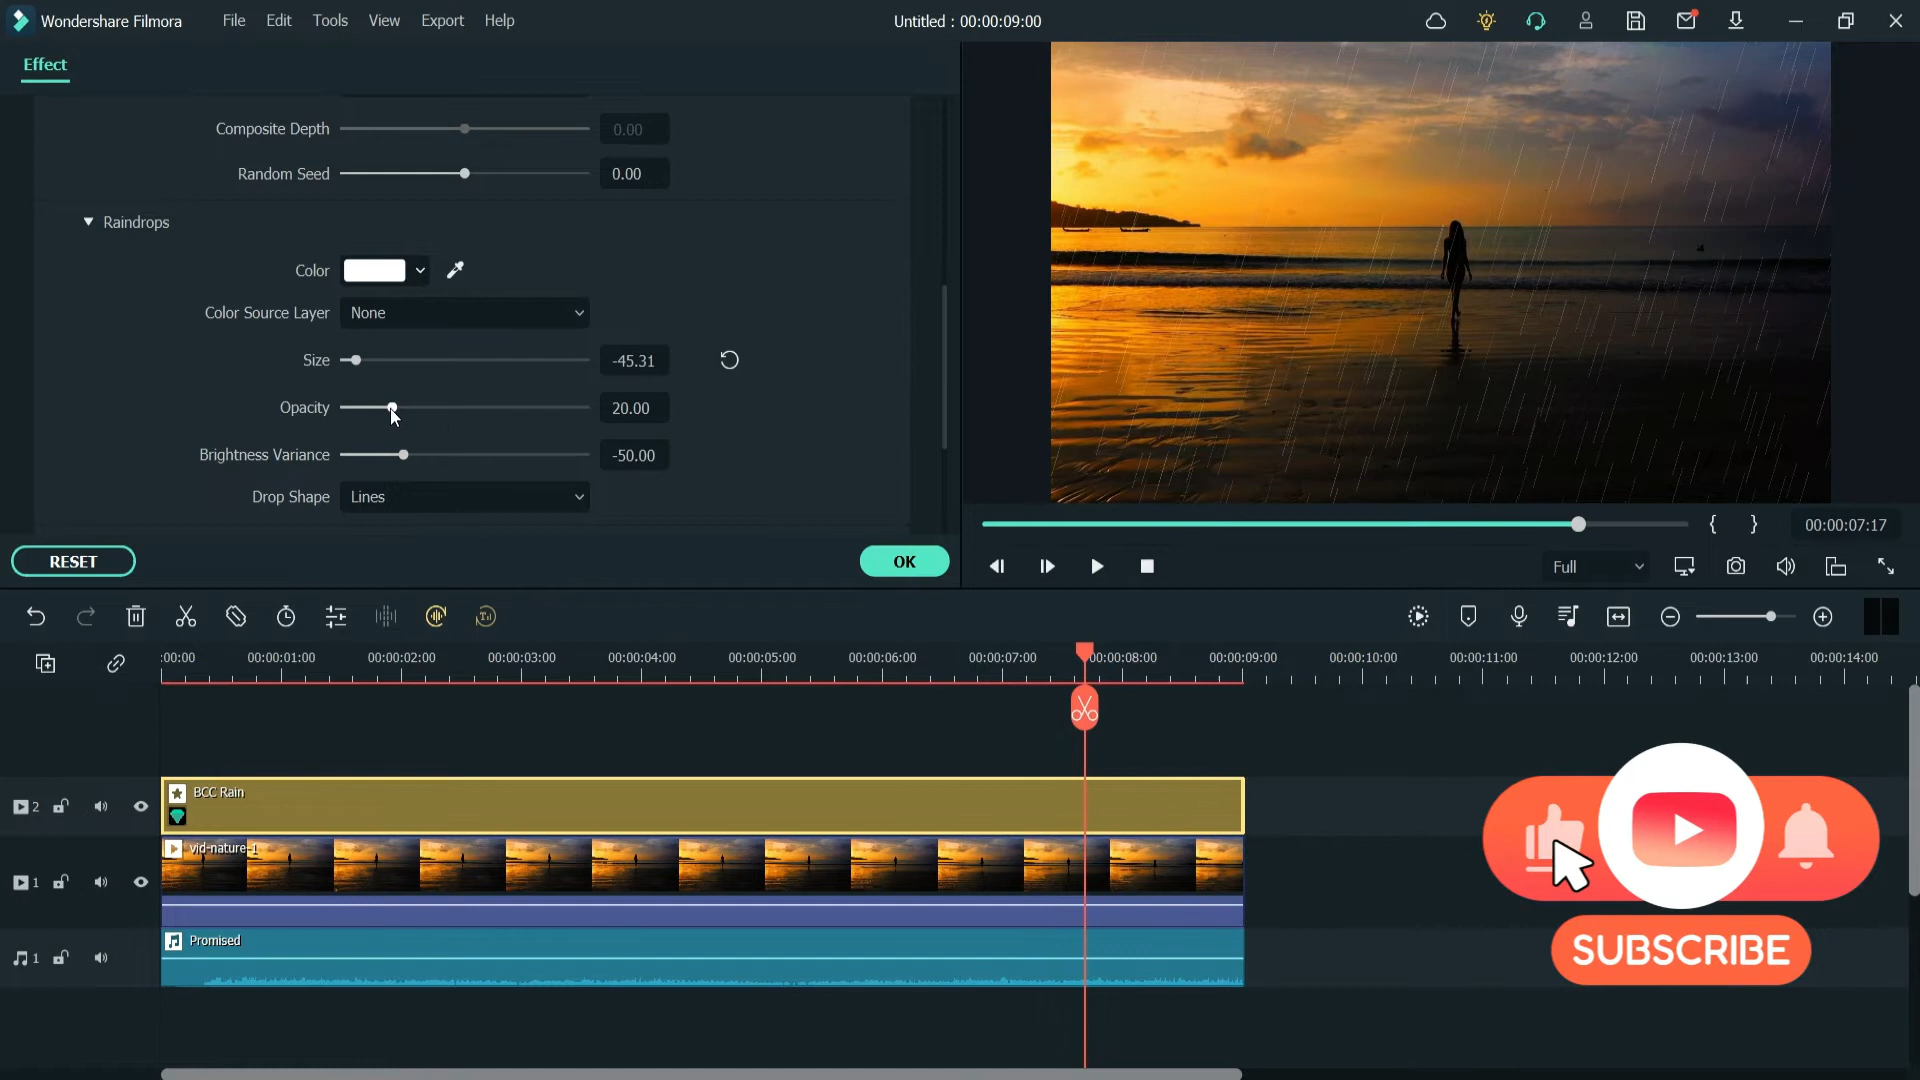 Wondershare Filmora File Edit Tools View Export Help Untitled : 00:00:09:00
Effect
Composite Depth 0.00
Random Seed 0.00
Raindrops
Color
Color Source Layer None
Size -45.31
Opacity 20.00
Brightness Variance -50.00
Drop Shape Lines
RESET OK
{ } 00:00:07:17
Full
:00:00 00:00:01:00 00:00:02:00 00:00:03:00 00:00:04:00 00:00:05:00 00:00:06:00 00:00:07:00 00:00:08:00 00:00:09:00 00:00:10:00 00:00:11:00 00:00:12:00 00:00:13:00 00:00:14:00
2 BCC Rain
vid-nature-1
1
1 Promised
SUBSCRIBE